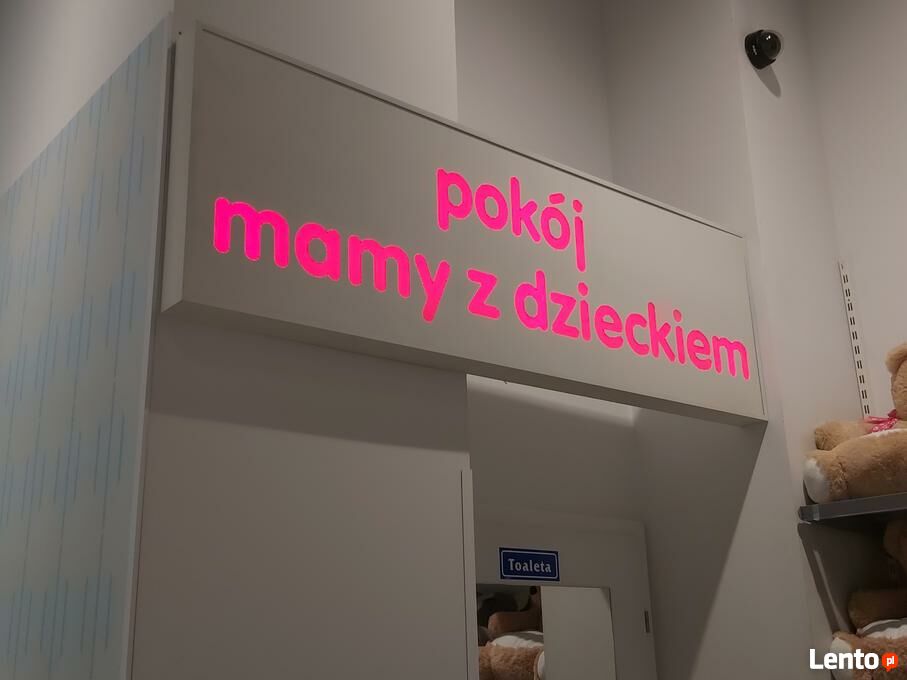 pokój
mamy z dzieckiem
Toaleta
Lento pl